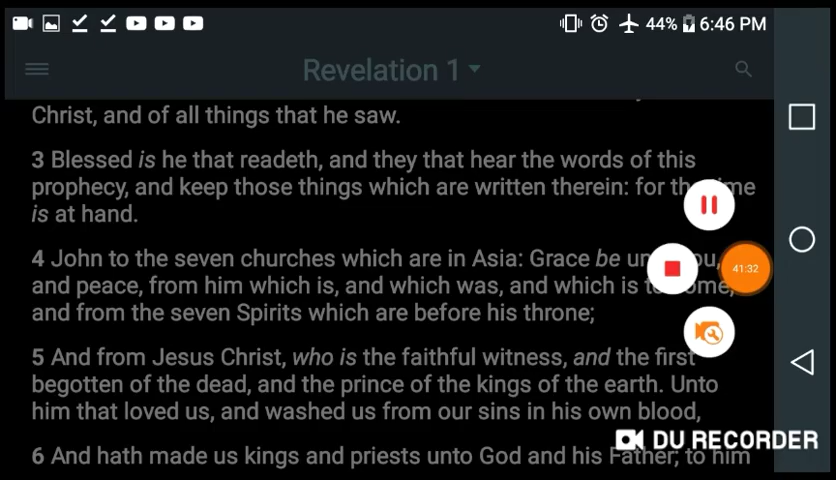 44% 6:46 PM
Revelation 1
Christ, and of all things that he saw.
3 Blessed is he that readeth, and they that hear the words of this
prophecy, and keep those things which are written therein: for the time
is at hand.
4 John to the seven churches which are in Asia: Grace be unto you,
and peace, from him which is, and which was, and which is to come;
and from the seven Spirits which are before his throne;
41:32
5 And from Jesus Christ, who is the faithful witness, and the first
begotten of the dead, and the prince of the kings of the earth. Unto
him that loved us, and washed us from our sins in his own blood,
DU RECORDER
6 And hath made us kings and priests unto God and his Father; to him